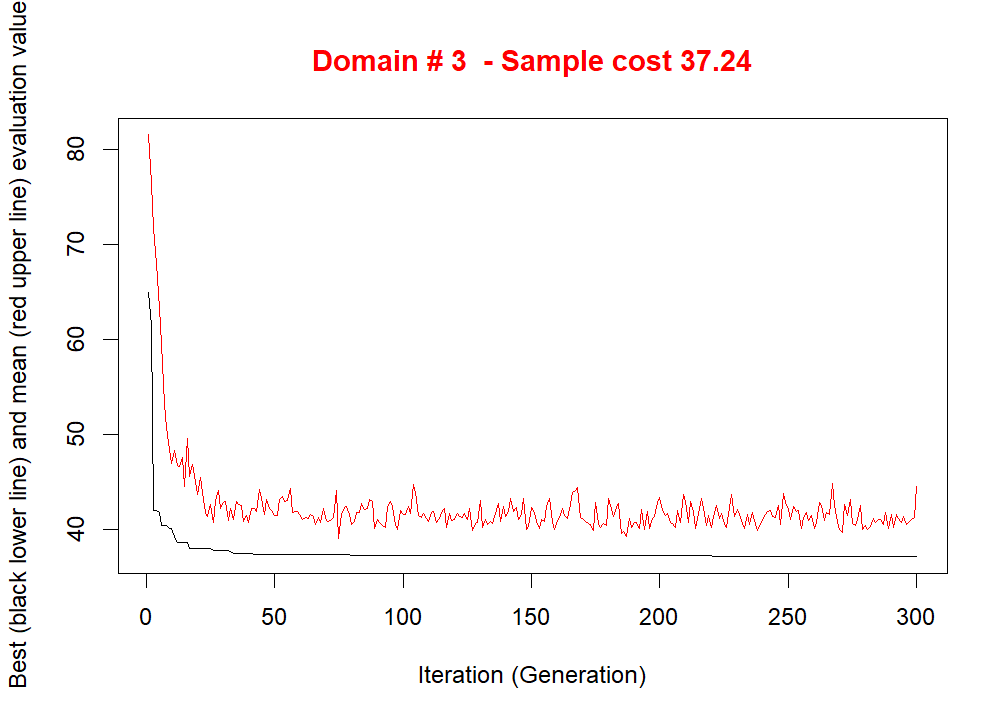 Domain # 3  - Sample cost 37.24
Best (black lower line) and mean (red upper line) evaluation value
80
70
60
50
40
0 50 100 150 200 250 300
Iteration (Generation)